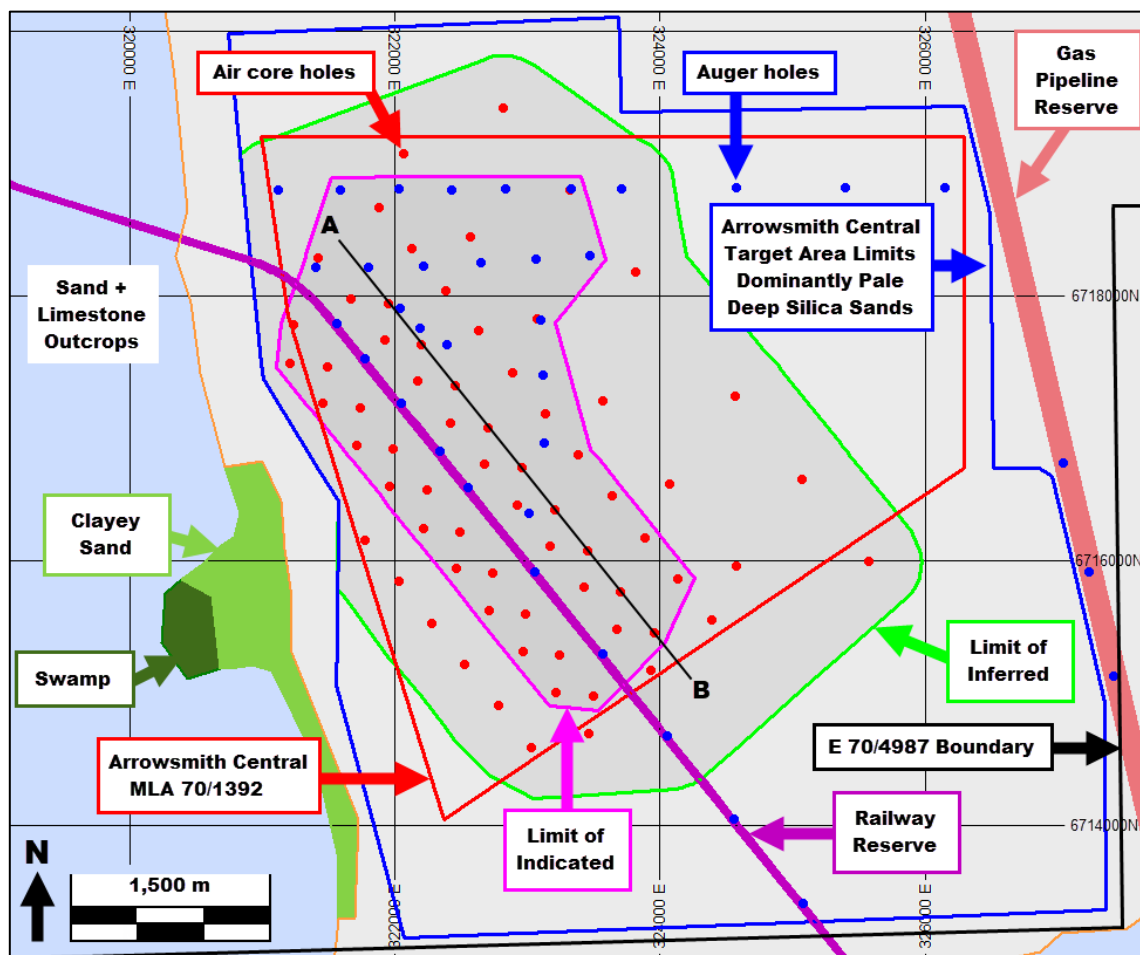 320000 E
322000 E
324000 E
326000 E
Air core holes
Auger holes
Gas
Pipeline
Reserve
A
Arrowsmith Central
Target Area Limits
Dominantly Pale
Deep Silica Sands
Sand +
Limestone
Outcrops
6718000N
Clayey
Sand
6716000N
Swamp
Limit of
Inferred
B
E 70/4987 Boundary
Arrowsmith Central
MLA 70/1392
Limit of
Indicated
Railway
Reserve
6714000N
N
1,500 m
322000 E
324000 E
326000 E